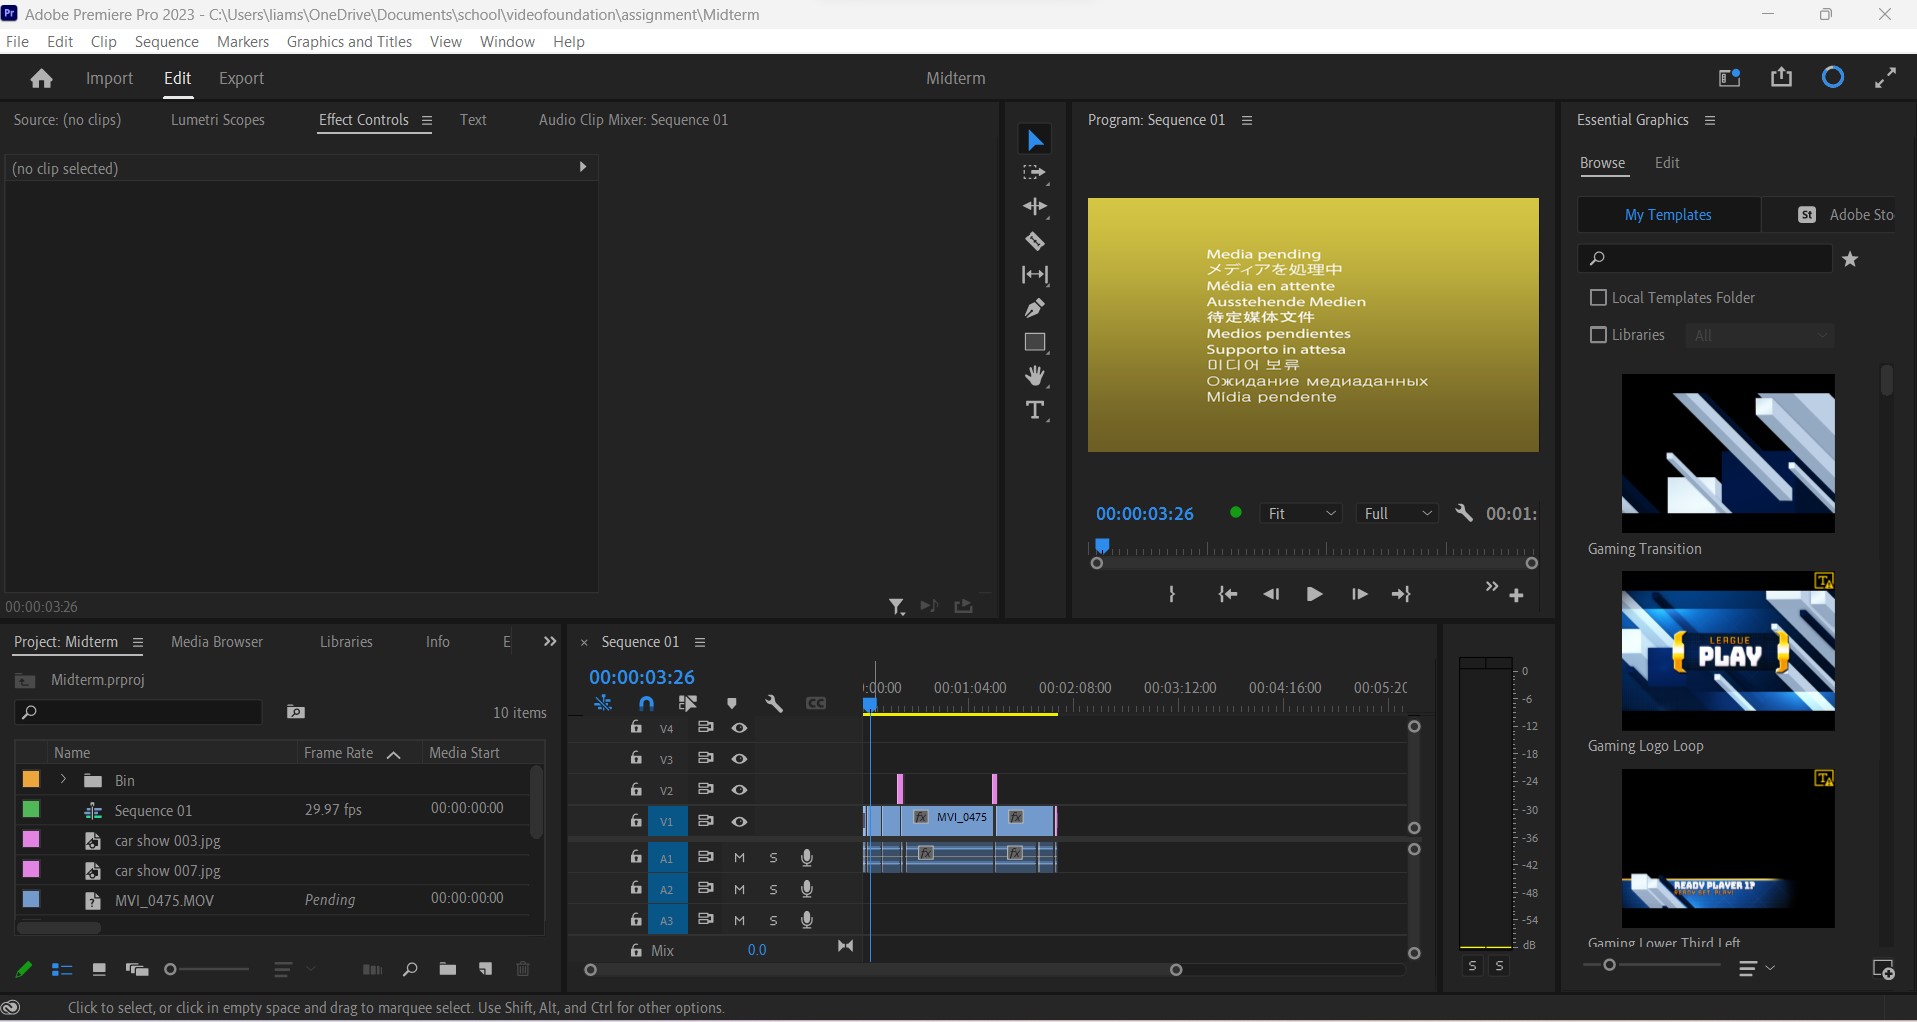 Adobe Premiere Pro 2023 - C:\Users\liams\OneDrive\Documents\school\videofoundation\assignment\Midterm
File Edit Clip Sequence Markers Graphics and Titles View Window Help
Import Edit Export
Midterm
Source: (no clips) Lumetri Scopes Effect Controls Text Audio Clip Mixer: Sequence 01
(no clip selected)
00:00:03:26
Program: Sequence 01
Media pending
メディアを処理中
Média en attente
Ausstehende Medien
待定媒体文件
Medios pendientes
Supporto in attesa
미디어 보류
Ожидание медиаданных
Mídia pendente
00:00:03:26 Fit Full 00:01:
Essential Graphics
Browse Edit
My Templates St Adobe Sto
Local Templates Folder
Libraries All
Gaming Transition
LEAGUE
PLAY
Gaming Logo Loop
READY PLAYER 1?
Gaming Lower Third Left
Project: Midterm Media Browser Libraries Info E
Midterm.prproj
10 items
Name Frame Rate Media Start
Bin
Sequence 01 29.97 fps 00:00:00:00
car show 003.jpg
car show 007.jpg
MVI_0475.MOV Pending 00:00:00:00
Sequence 01
00:00:03:26
:00:00 00:01:04:00 00:02:08:00 00:03:12:00 00:04:16:00 00:05:20
CC
V4
V3
V2
V1 fx MVI_0475 fx
A1 M S fx fx
A2 M S
A3 M S
Mix 0.0
0
-6
-12
-18
-24
-30
-36
-42
-48
-54
dB
S S
Click to select, or click in empty space and drag to marquee select. Use Shift, Alt, and Ctrl for other options.